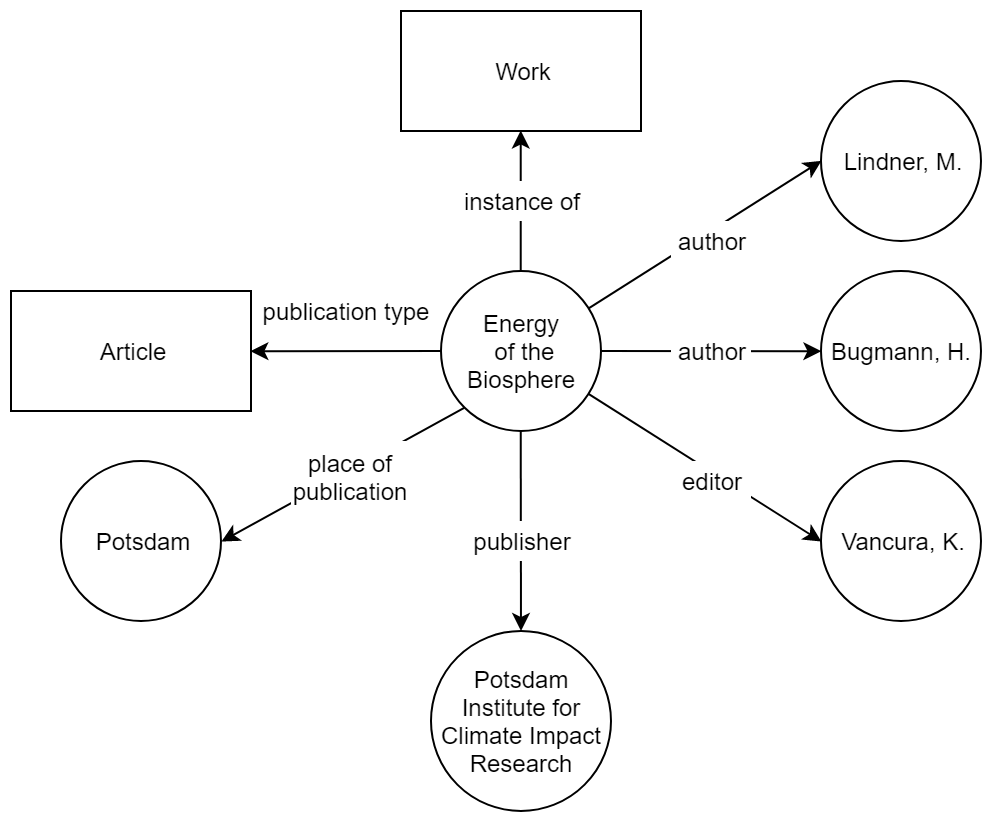 Work
Lindner, M.
instance of
author
publication type
Energy
of the
Biosphere
Article
author
Bugmann, H.
place of
publication
editor
Potsdam
publisher
Vancura, K.
Potsdam
Institute for
Climate Impact
Research